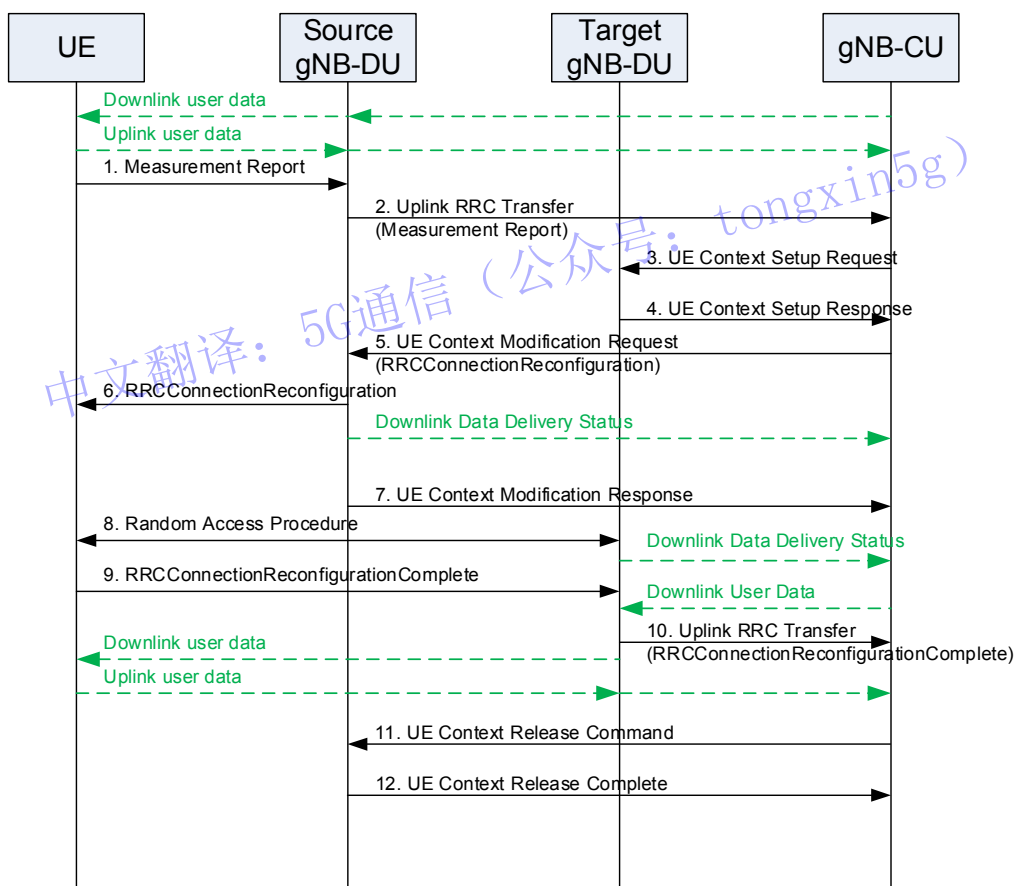 UE
Source
gNB-DU
Target
gNB-DU
gNB-CU
Downlink user data
Uplink user data
1. Measurement Report
2. Uplink RRC Transfer
(Measurement Report)
3. UE Context Setup Request
4. UE Context Setup Response
5. UE Context Modification Request
(RRCConnectionReconfiguration)
6. RRCConnectionReconfiguration
Downlink Data Delivery Status
7. UE Context Modification Response
8. Random Access Procedure
Downlink Data Delivery Status
9. RRCConnectionReconfigurationComplete
Downlink User Data
10. Uplink RRC Transfer
(RRCConnectionReconfigurationComplete)
Downlink user data
Uplink user data
11. UE Context Release Command
12. UE Context Release Complete
中文翻译：5G通信（公众号：tongxin5g）